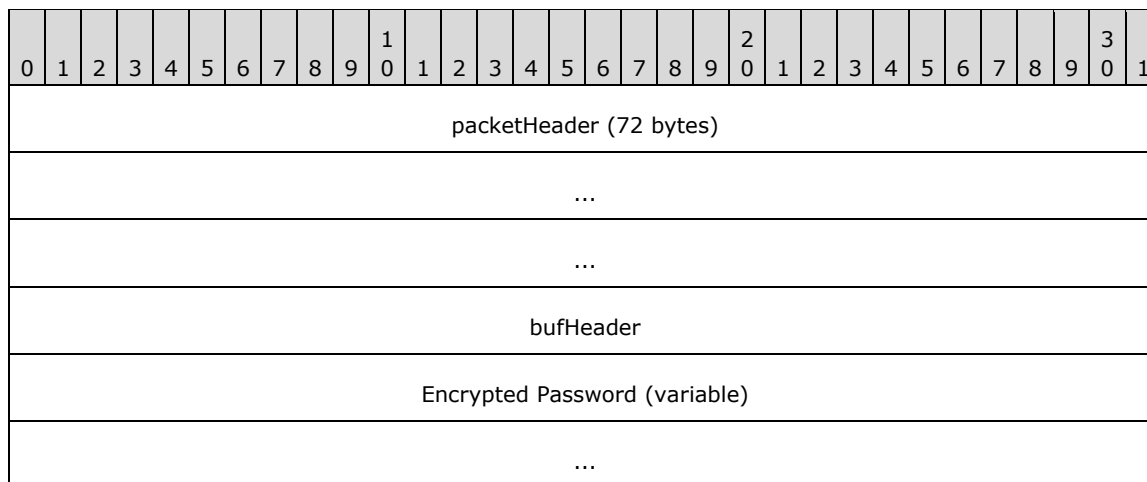 1 2 3
0 1 2 3 4 5 6 7 8 9 0 1 2 3 4 5 6 7 8 9 0 1 2 3 4 5 6 7 8 9 0 1
packetHeader (72 bytes)
...
...
bufHeader
Encrypted Password (variable)
...